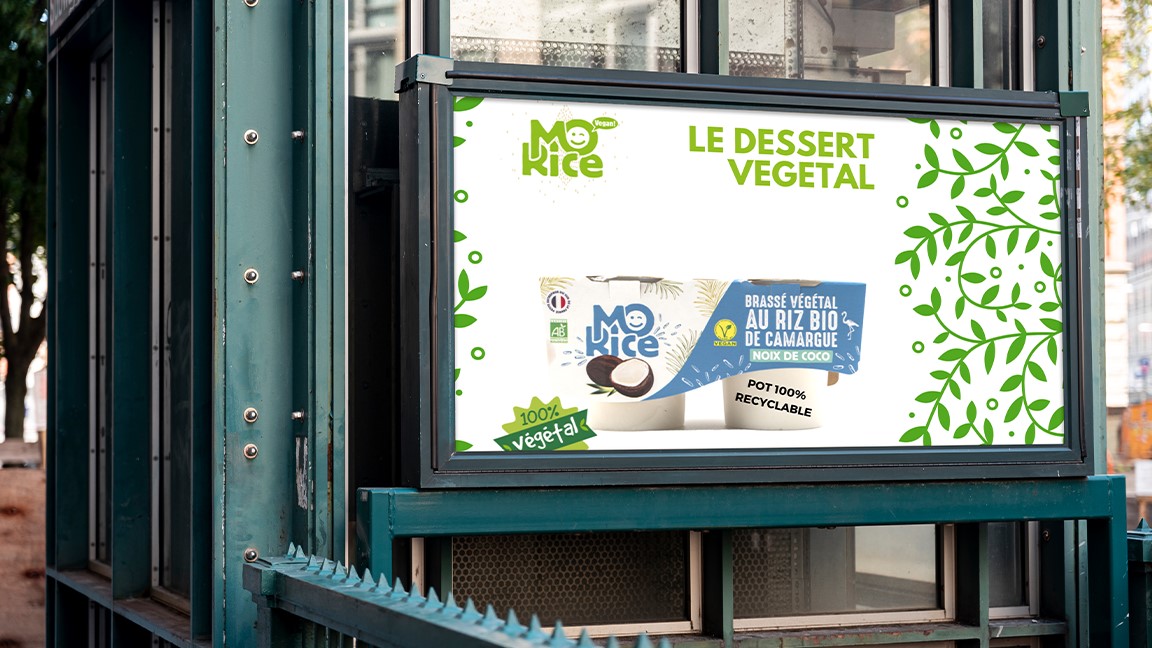 MO
Rice
Vegan!
LE DESSERT
VEGETAL
MO
Rice
AB
VEGAN
BRASSÉ VÉGÉTAL
AU RIZ BIO
DE CAMARGUE
NOIX DE COCO
POT 100%
RECYCLABLE
100%
végétal